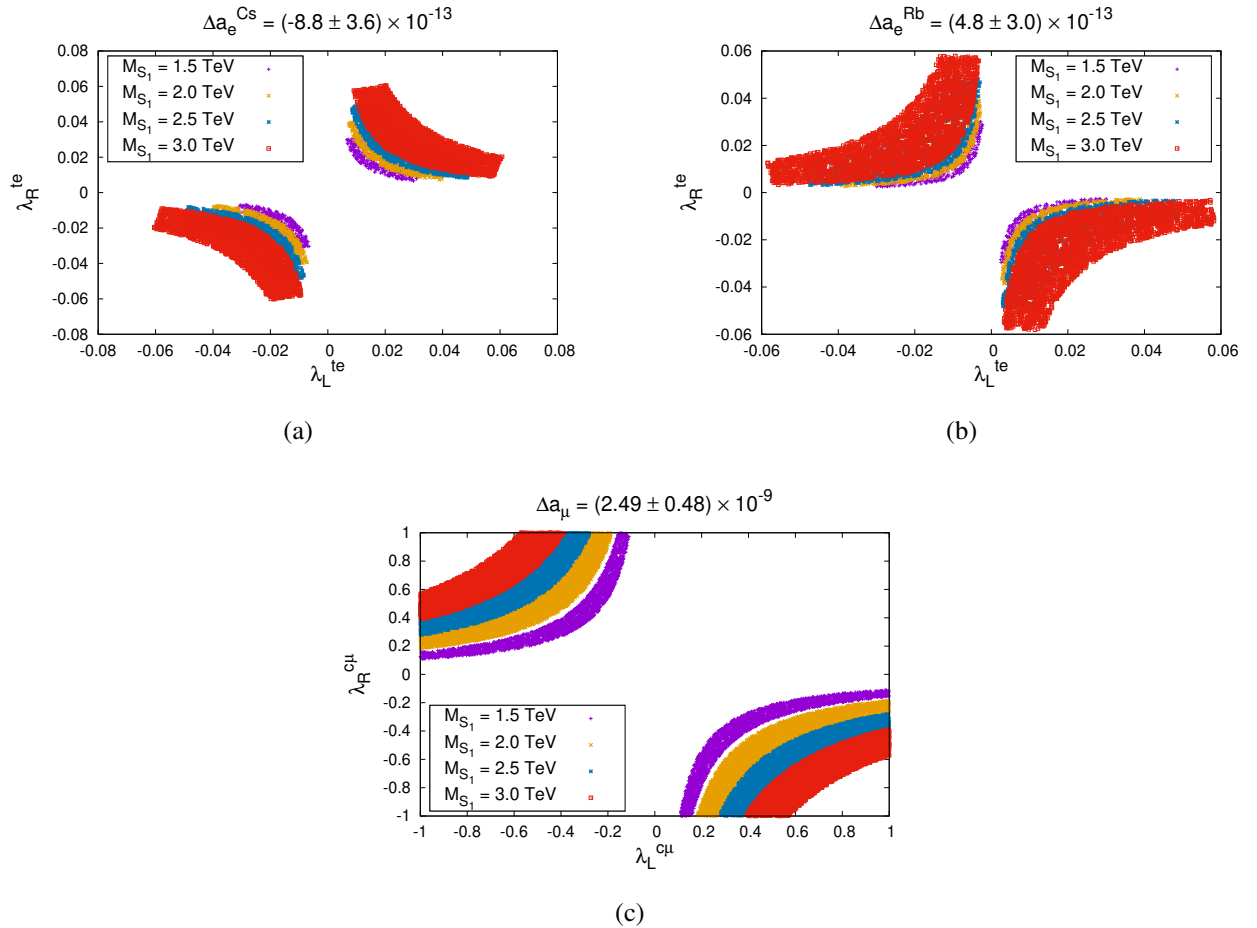 Δa_e^Cs = (-8.8 ± 3.6) × 10^-13
0.08
0.06
0.04
0.02
0
-0.02
-0.04
-0.06
-0.08
λ_R^te
M_S1 = 1.5 TeV
M_S1 = 2.0 TeV
M_S1 = 2.5 TeV
M_S1 = 3.0 TeV
-0.08 -0.06 -0.04 -0.02 0 0.02 0.04 0.06 0.08
λ_L^te
(a)
Δa_e^Rb = (4.8 ± 3.0) × 10^-13
0.06
0.04
0.02
0
-0.02
-0.04
-0.06
λ_R^te
M_S1 = 1.5 TeV
M_S1 = 2.0 TeV
M_S1 = 2.5 TeV
M_S1 = 3.0 TeV
-0.06 -0.04 -0.02 0 0.02 0.04 0.06
λ_L^te
(b)
Δa_μ = (2.49 ± 0.48) × 10^-9
1
0.8
0.6
0.4
0.2
0
-0.2
-0.4
-0.6
-0.8
-1
λ_R^cμ
M_S1 = 1.5 TeV
M_S1 = 2.0 TeV
M_S1 = 2.5 TeV
M_S1 = 3.0 TeV
-1 -0.8 -0.6 -0.4 -0.2 0 0.2 0.4 0.6 0.8 1
λ_L^cμ
(c)